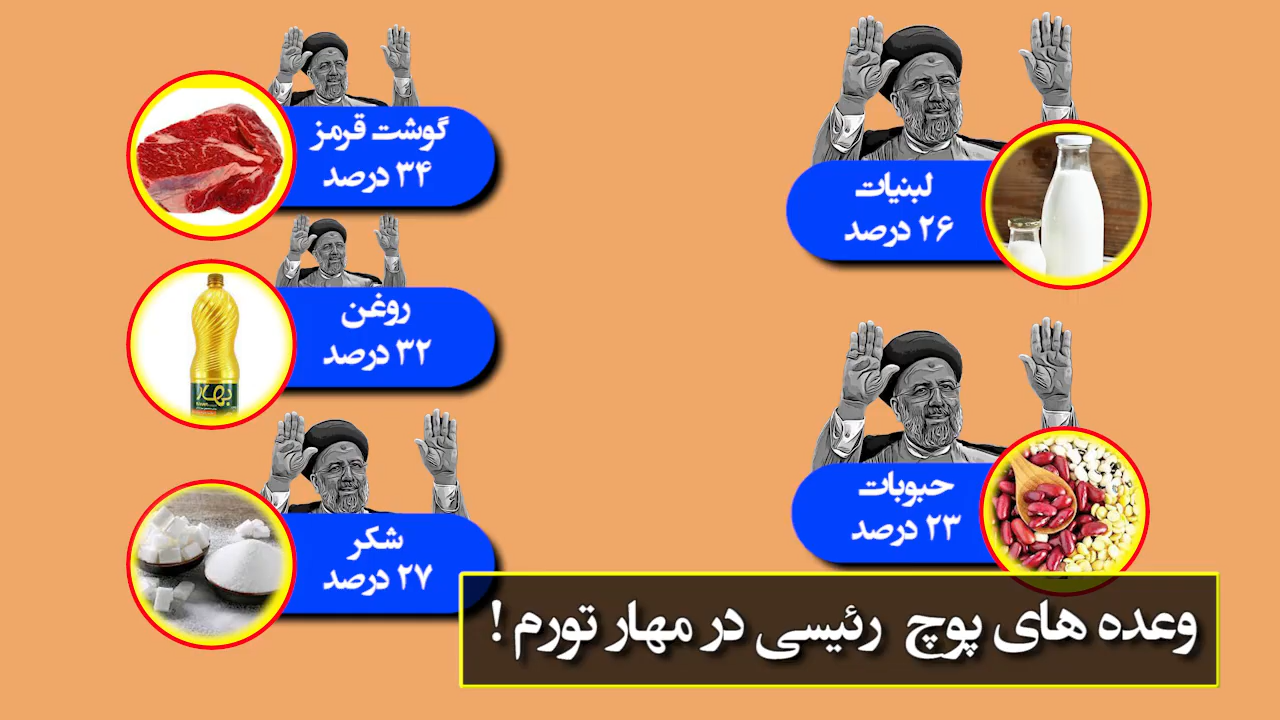 لبنیات
۲۶ درصد
حبوبات
۲۳ درصد
گوشت قرمز
۳۴ درصد
روغن
۳۲ درصد
بهار
شکر
۲۷ درصد
وعده های پوچ رئیسی در مهار تورم !